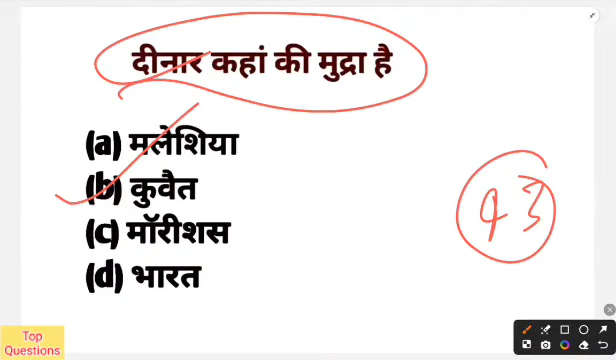 दीनार कहां की मुद्रा है
(a) मलेशिया
(b) कुवैत
(c) मॉरीशस
(d) भारत
43
Top
Questions